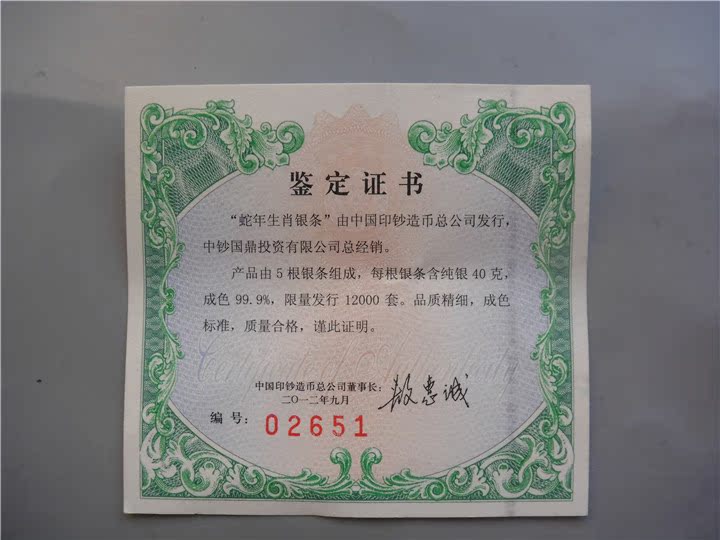 鉴定证书
“蛇年生肖银条”由中国印钞造币总公司发行，
中钞国鼎投资有限公司总经销。
产品由5根银条组成，每根银条含纯银40克，
成色99.9%，限量发行12000套。品质精细，成色
标准，质量合格，谨此证明。
中国印钞造币总公司董事长：
二〇一二年九月
编号：02651